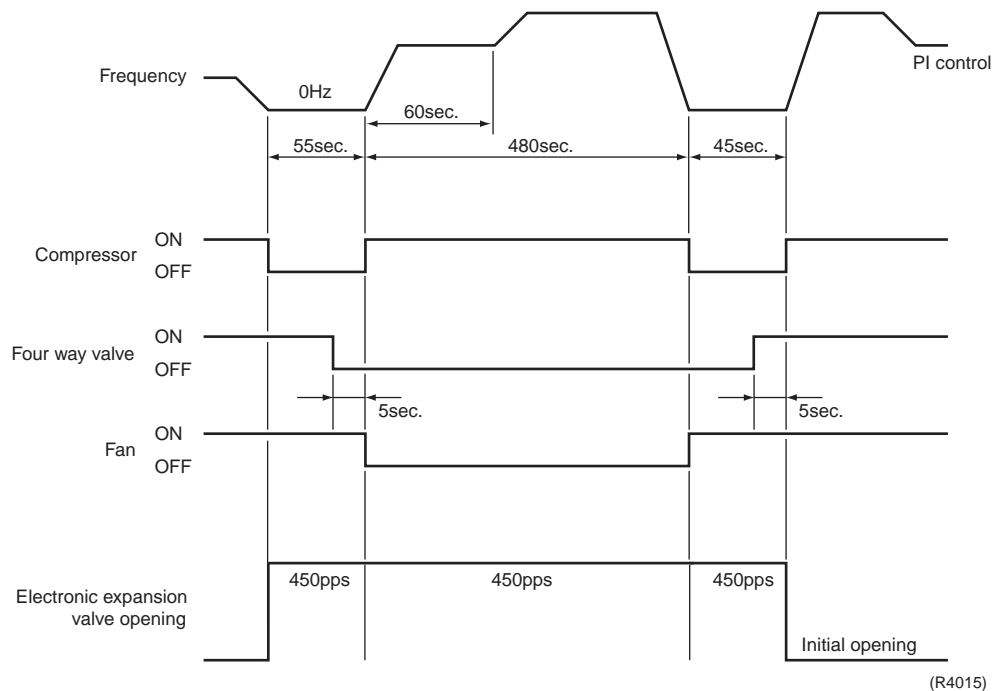 Frequency
0Hz
PI control
60sec.
55sec.
480sec.
45sec.
Compressor
ON
OFF
Four way valve
ON
OFF
5sec.
5sec.
Fan
ON
OFF
Electronic expansion
valve opening
450pps
450pps
450pps
Initial opening
(R4015)